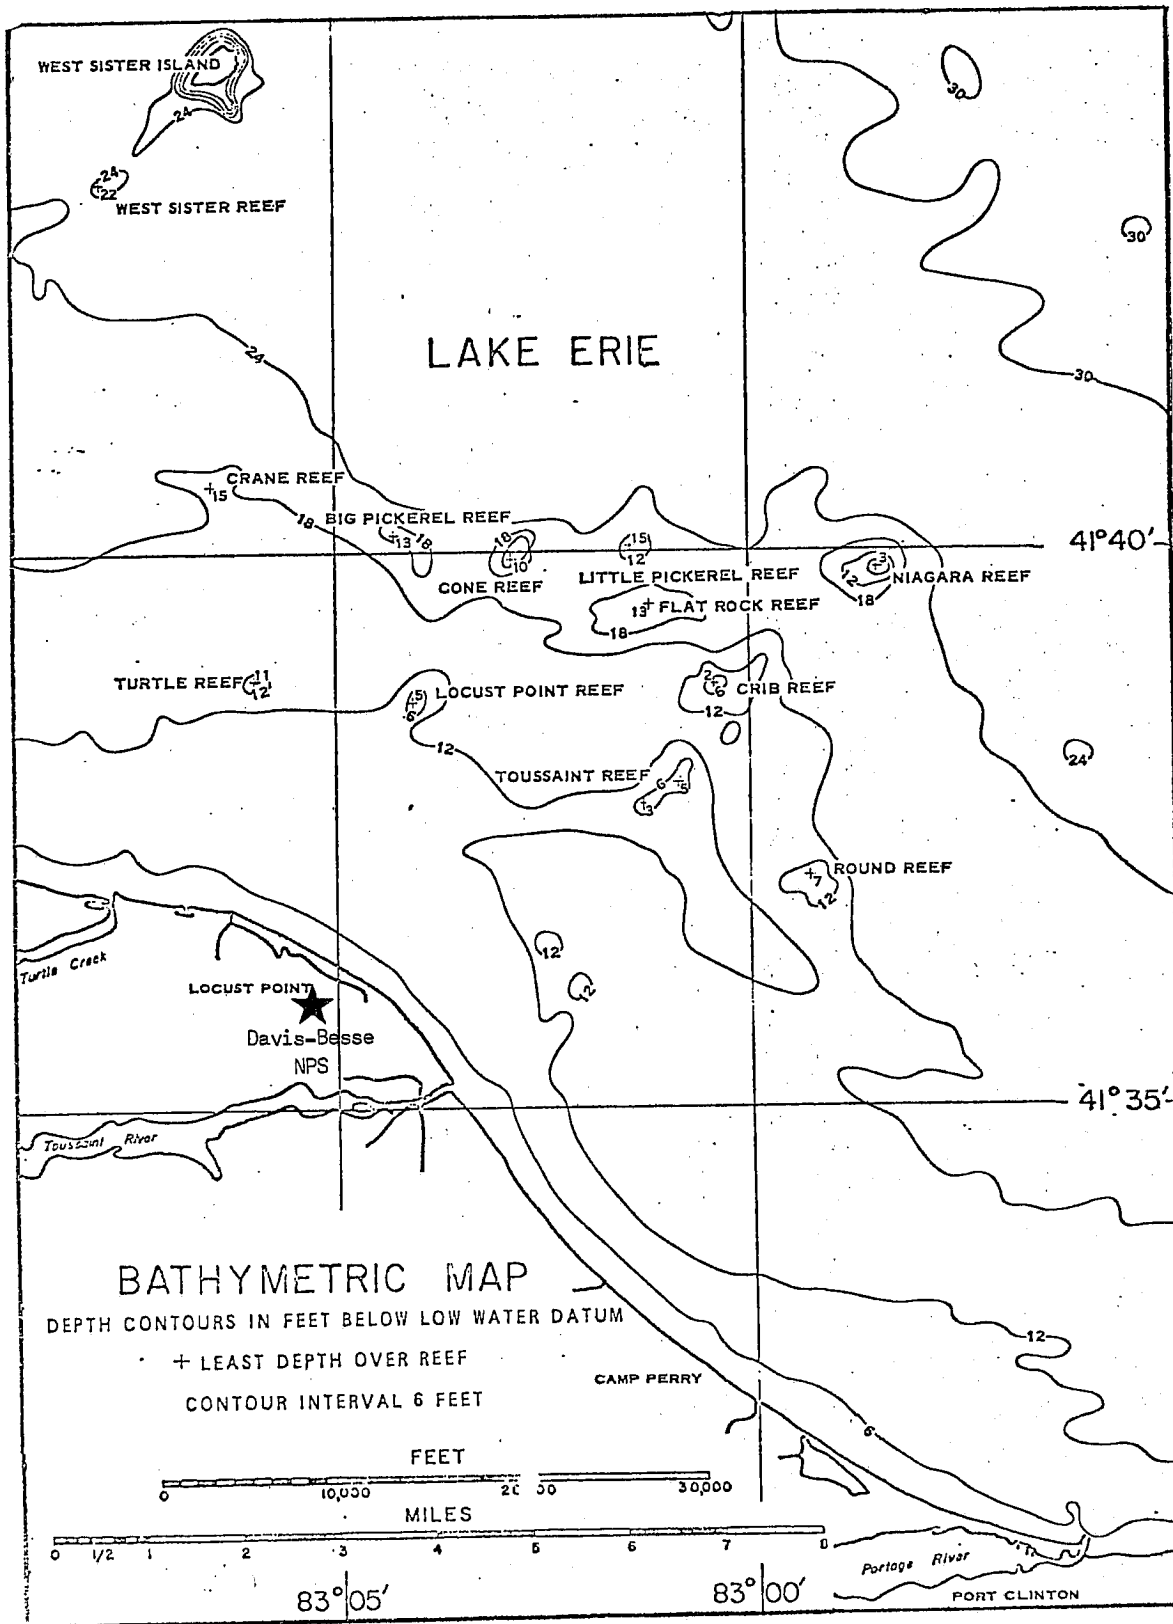 WEST SISTER ISLAND
24
30
24
22
WEST SISTER REEF
30
LAKE ERIE
24
30
CRANE REEF
15
18
BIG PICKEREL REEF
18
13
18
10
CONE REEF
15
12
LITTLE PICKEREL REEF
41°40'
3
12
NIAGARA REEF
18
13 FLAT ROCK REEF
18
TURTLE REEF
11
12
5
6
LOCUST POINT REEF
2
6
CRIB REEF
12
12
24
TOUSSAINT REEF
6
5
3
ROUND REEF
7
12
12
12
Turtle Creek
LOCUST POINT
Davis-Besse
NPS
41°35'
Toussaint River
BATHYMETRIC MAP
DEPTH CONTOURS IN FEET BELOW LOW WATER DATUM
+ LEAST DEPTH OVER REEF
CONTOUR INTERVAL 6 FEET
12
CAMP PERRY
6
FEET
0 10,000 30,000
MILES
0 1/2 1 2 3 4 5 6 7 8
Portage River
83°05' 83°00'
PORT CLINTON